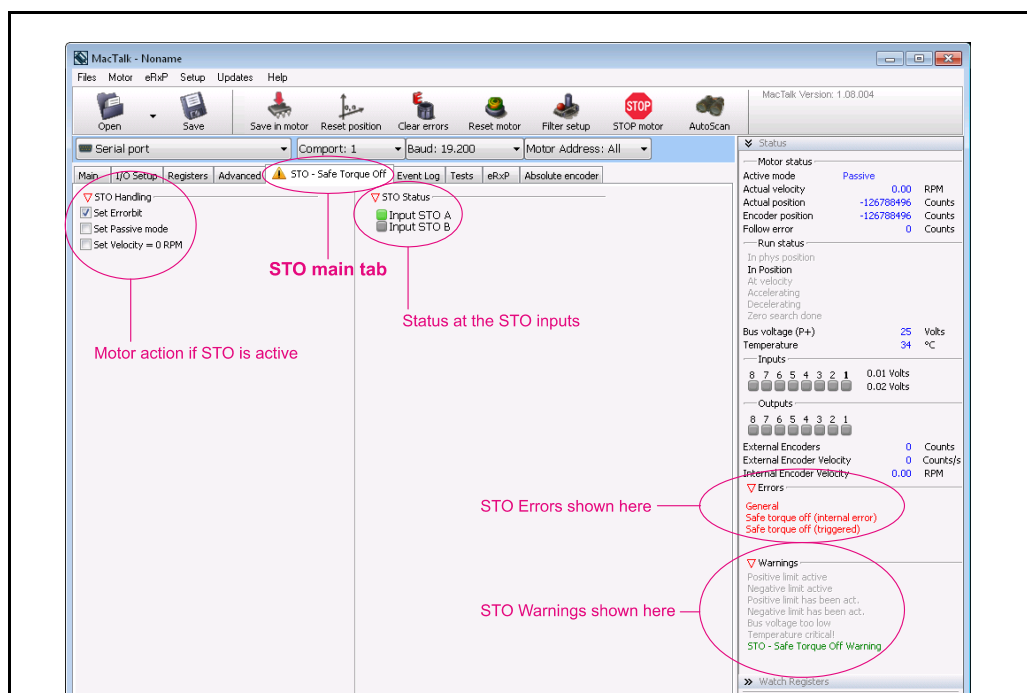 MacTalk - Noname
Files Motor eRxP Setup Updates Help
Open Save Save in motor Reset position Clear errors Reset motor Filter setup STOP motor AutoScan
STOP
MacTalk Version: 1.08.004
Serial port Comport: 1 Baud: 19.200 Motor Address: All
Main I/O Setup Registers Advanced STO - Safe Torque Off Event Log Tests eRxP Absolute encoder
STO Handling
Set Errorbit
Set Passive mode
Set Velocity = 0 RPM
STO Status
Input STO A
Input STO B
STO main tab
Status at the STO inputs
Motor action if STO is active
STO Errors shown here
STO Warnings shown here
Status
Motor status
Active mode Passive
Actual velocity 0.00 RPM
Actual position -126788496 Counts
Encoder position -126788496 Counts
Follow error 0 Counts
Run status
In phys position
In Position
At velocity
Accelerating
Decelerating
Zero search done
Bus voltage (P+) 25 Volts
Temperature 34 °C
Inputs
8 7 6 5 4 3 2 1 0.01 Volts
0.02 Volts
Outputs
8 7 6 5 4 3 2 1
External Encoders 0 Counts
External Encoder Velocity 0 Counts/s
Internal Encoder Velocity 0.00 RPM
Errors
General
Safe torque off (internal error)
Safe torque off (triggered)
Warnings
Positive limit active
Negative limit active
Positive limit has been act.
Negative limit has been act.
Bus voltage too low
Temperature critical!
STO - Safe Torque Off Warning
Watch Registers